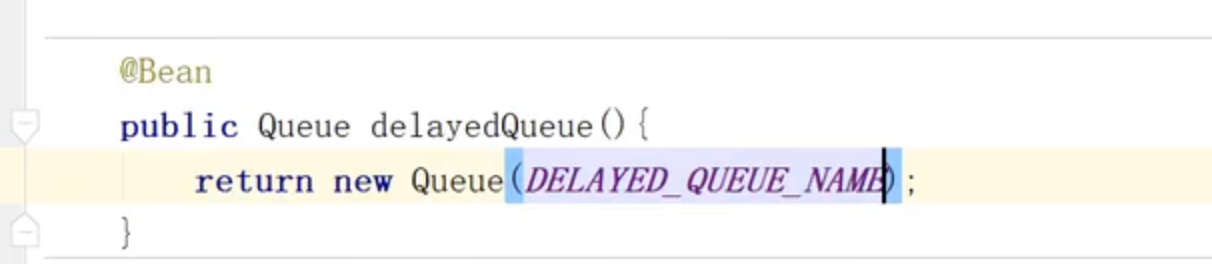 @Bean
public Queue delayedQueue(){
return new Queue(DELAYED_QUEUE_NAME);
}